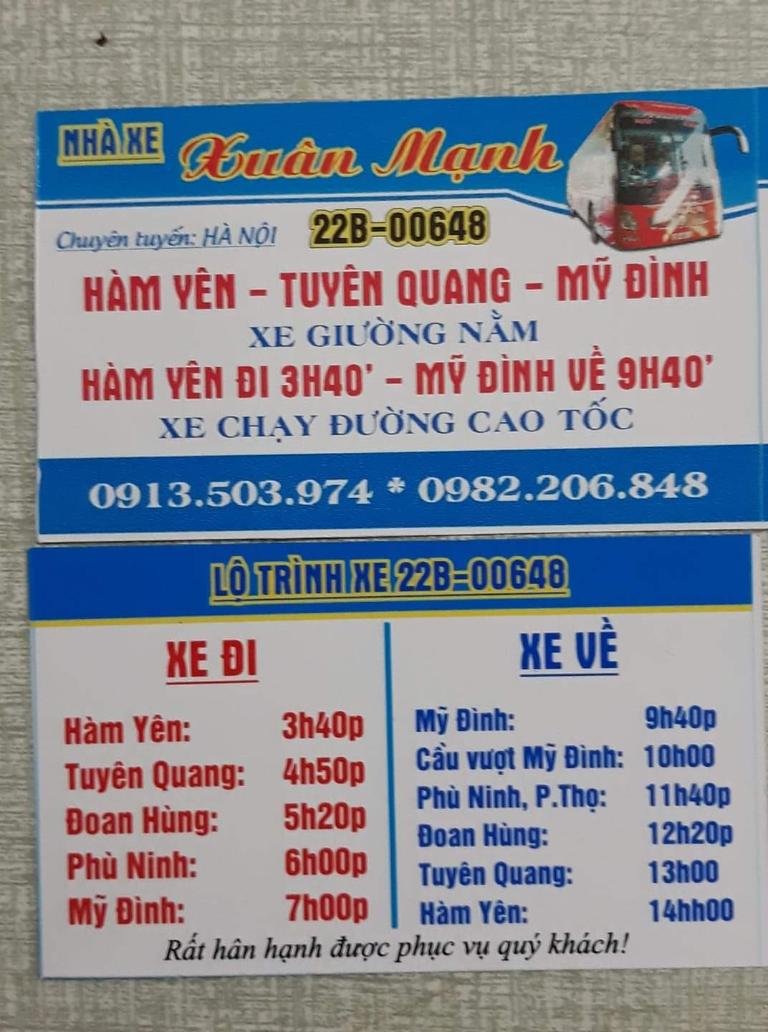 NHÀ XE Xuân Mạnh
Chuyên tuyến: HÀ NỘI 22B-00648
HÀM YÊN - TUYÊN QUANG - MỸ ĐÌNH
XE GIƯỜNG NẰM
HÀM YÊN ĐI 3H40' - MỸ ĐÌNH VỀ 9H40'
XE CHẠY ĐƯỜNG CAO TỐC
0913.503.974 * 0982.206.848
LỘ TRÌNH XE 22B-00648
XE ĐI
Hàm Yên: 3h40p
Tuyên Quang: 4h50p
Đoan Hùng: 5h20p
Phù Ninh: 6h00p
Mỹ Đình: 7h00p
XE VỀ
Mỹ Đình: 9h40p
Cầu vượt Mỹ Đình: 10h00
Phù Ninh, P.Thọ: 11h40p
Đoan Hùng: 12h20p
Tuyên Quang: 13h00
Hàm Yên: 14hh00
Rất hân hạnh được phục vụ quý khách!